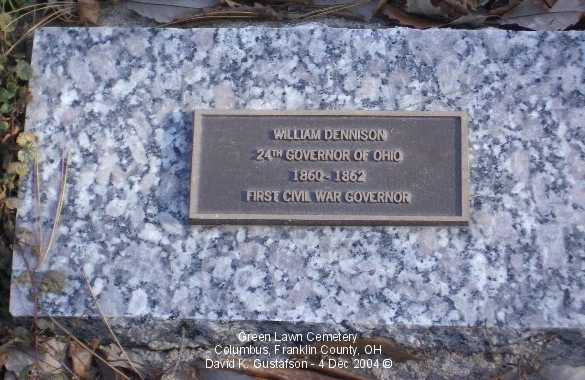 WILLIAM DENNISON
24TH GOVERNOR OF OHIO
1860-1862
FIRST CIVIL WAR GOVERNOR
Green Lawn Cemetery
Columbus, Franklin County, OH
David K. Gustafson - 4 Dec 2004 ©